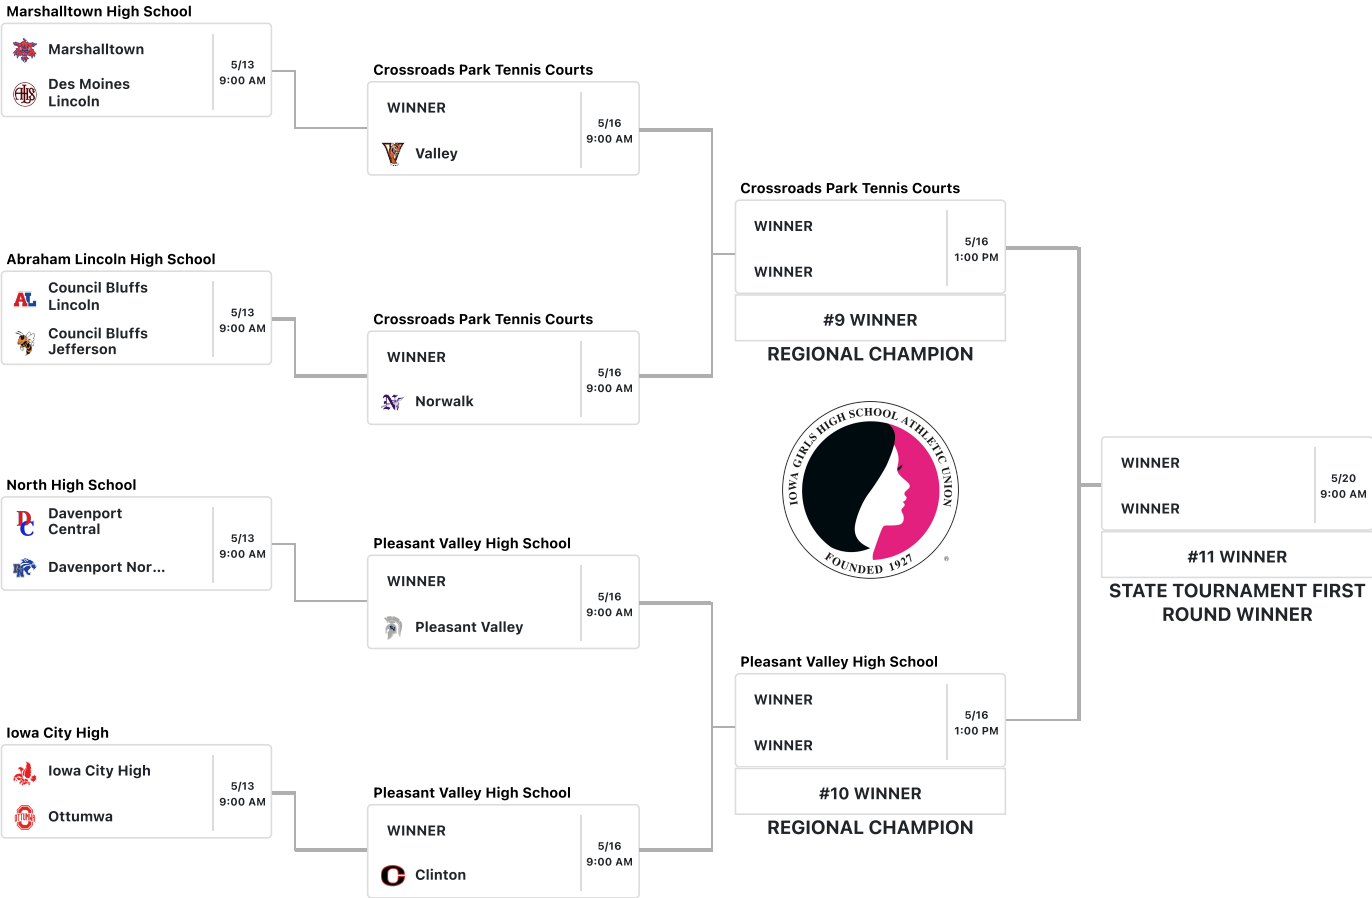 Marshalltown High School
Marshalltown
Des Moines
Lincoln
5/13
9:00 AM
Crossroads Park Tennis Courts
WINNER
Valley
5/16
9:00 AM
Crossroads Park Tennis Courts
WINNER
WINNER
5/16
1:00 PM
#9 WINNER
REGIONAL CHAMPION
Abraham Lincoln High School
AL
Council Bluffs
Lincoln
Council Bluffs
Jefferson
5/13
9:00 AM
Crossroads Park Tennis Courts
WINNER
N
Norwalk
5/16
9:00 AM
IOWA GIRLS HIGH SCHOOL ATHLETIC UNION
FOUNDED 1927
®
WINNER
WINNER
5/20
9:00 AM
#11 WINNER
STATE TOURNAMENT FIRST
ROUND WINNER
North High School
DC
Davenport
Central
Davenport Nor...
5/13
9:00 AM
Pleasant Valley High School
WINNER
Pleasant Valley
5/16
9:00 AM
Pleasant Valley High School
WINNER
WINNER
5/16
1:00 PM
#10 WINNER
REGIONAL CHAMPION
Iowa City High
Iowa City High
OTTUMWA
Ottumwa
5/13
9:00 AM
Pleasant Valley High School
WINNER
C
Clinton
5/16
9:00 AM